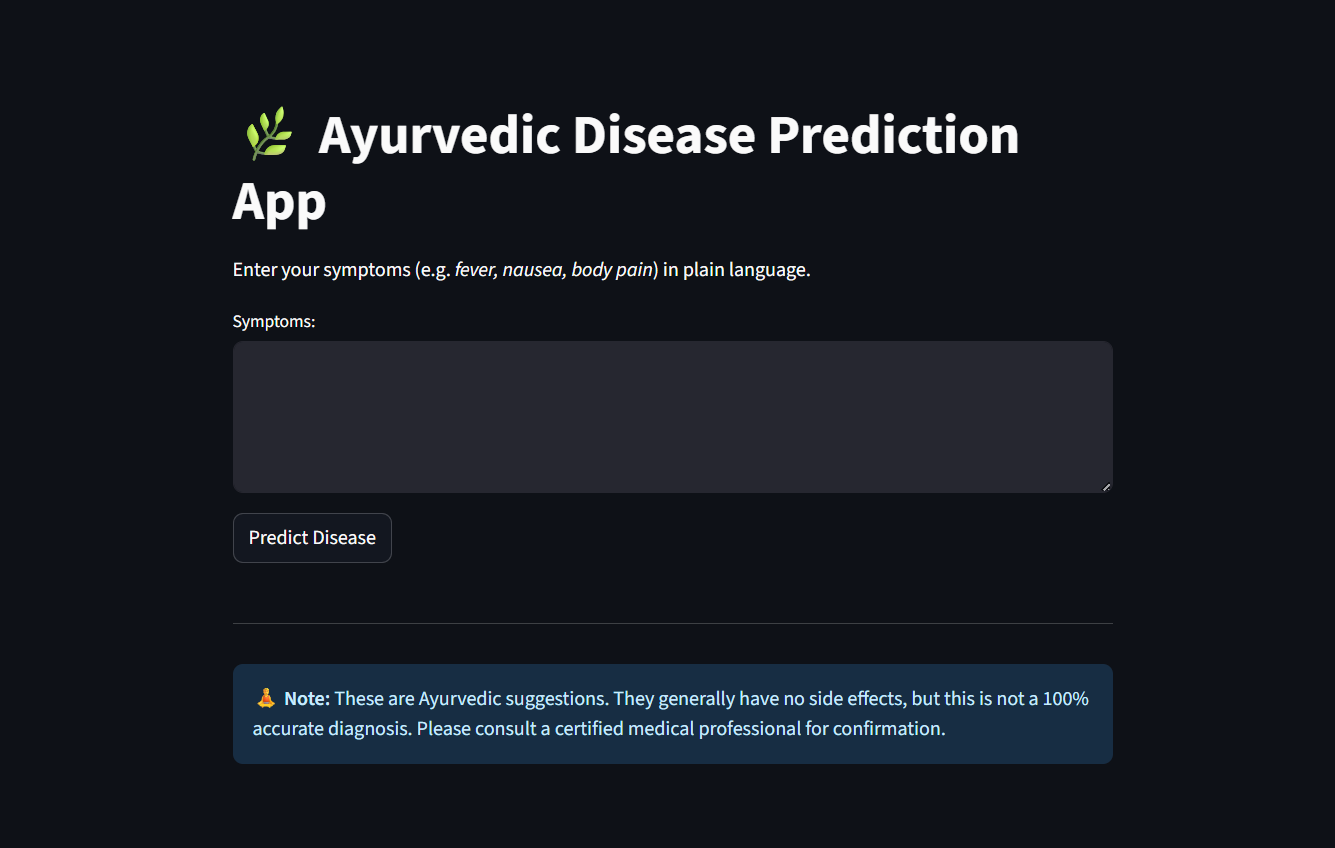 🌿 Ayurvedic Disease Prediction
App
Enter your symptoms (e.g. fever, nausea, body pain) in plain language.
Symptoms:
Predict Disease
🧘 Note: These are Ayurvedic suggestions. They generally have no side effects, but this is not a 100%
accurate diagnosis. Please consult a certified medical professional for confirmation.